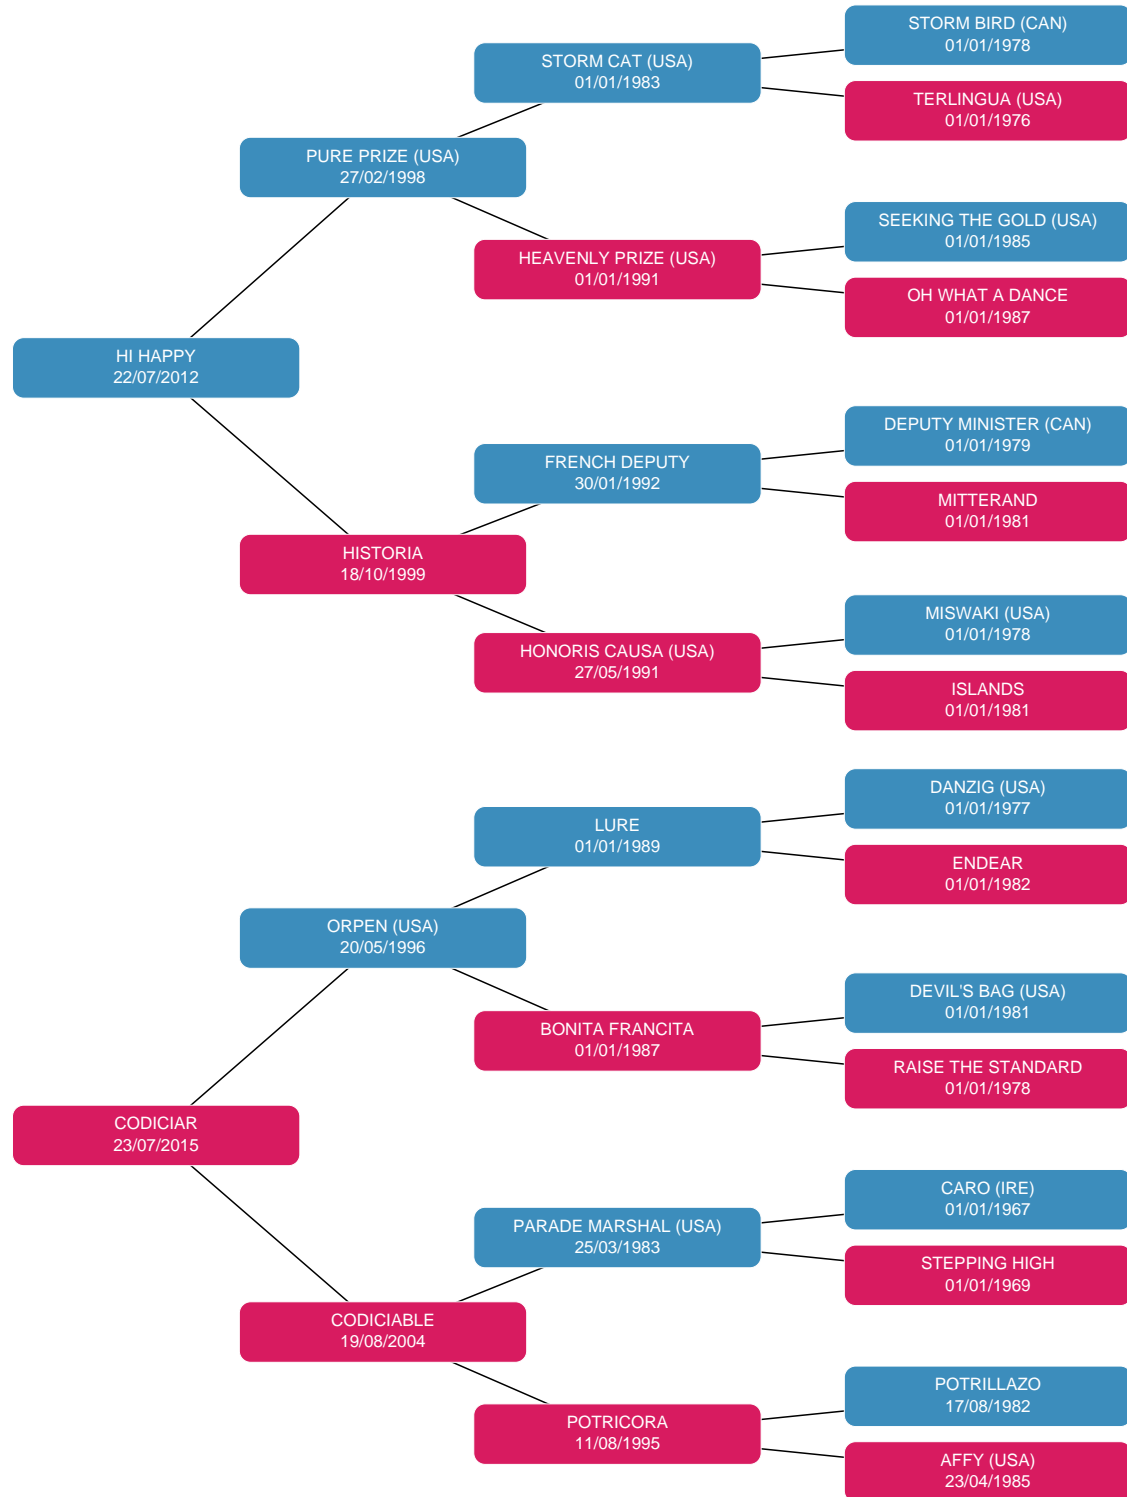 STORM BIRD (CAN)
01/01/1978
STORM CAT (USA)
01/01/1983
TERLINGUA (USA)
01/01/1976
PURE PRIZE (USA)
27/02/1998
SEEKING THE GOLD (USA)
01/01/1985
HEAVENLY PRIZE (USA)
01/01/1991
OH WHAT A DANCE
01/01/1987
HI HAPPY
22/07/2012
DEPUTY MINISTER (CAN)
01/01/1979
FRENCH DEPUTY
30/01/1992
MITTERAND
01/01/1981
HISTORIA
18/10/1999
MISWAKI (USA)
01/01/1978
HONORIS CAUSA (USA)
27/05/1991
ISLANDS
01/01/1981
DANZIG (USA)
01/01/1977
LURE
01/01/1989
ENDEAR
01/01/1982
ORPEN (USA)
20/05/1996
DEVIL'S BAG (USA)
01/01/1981
BONITA FRANCITA
01/01/1987
RAISE THE STANDARD
01/01/1978
CODICIAR
23/07/2015
CARO (IRE)
01/01/1967
PARADE MARSHAL (USA)
25/03/1983
STEPPING HIGH
01/01/1969
CODICIABLE
19/08/2004
POTRILLAZO
17/08/1982
POTRICORA
11/08/1995
AFFY (USA)
23/04/1985